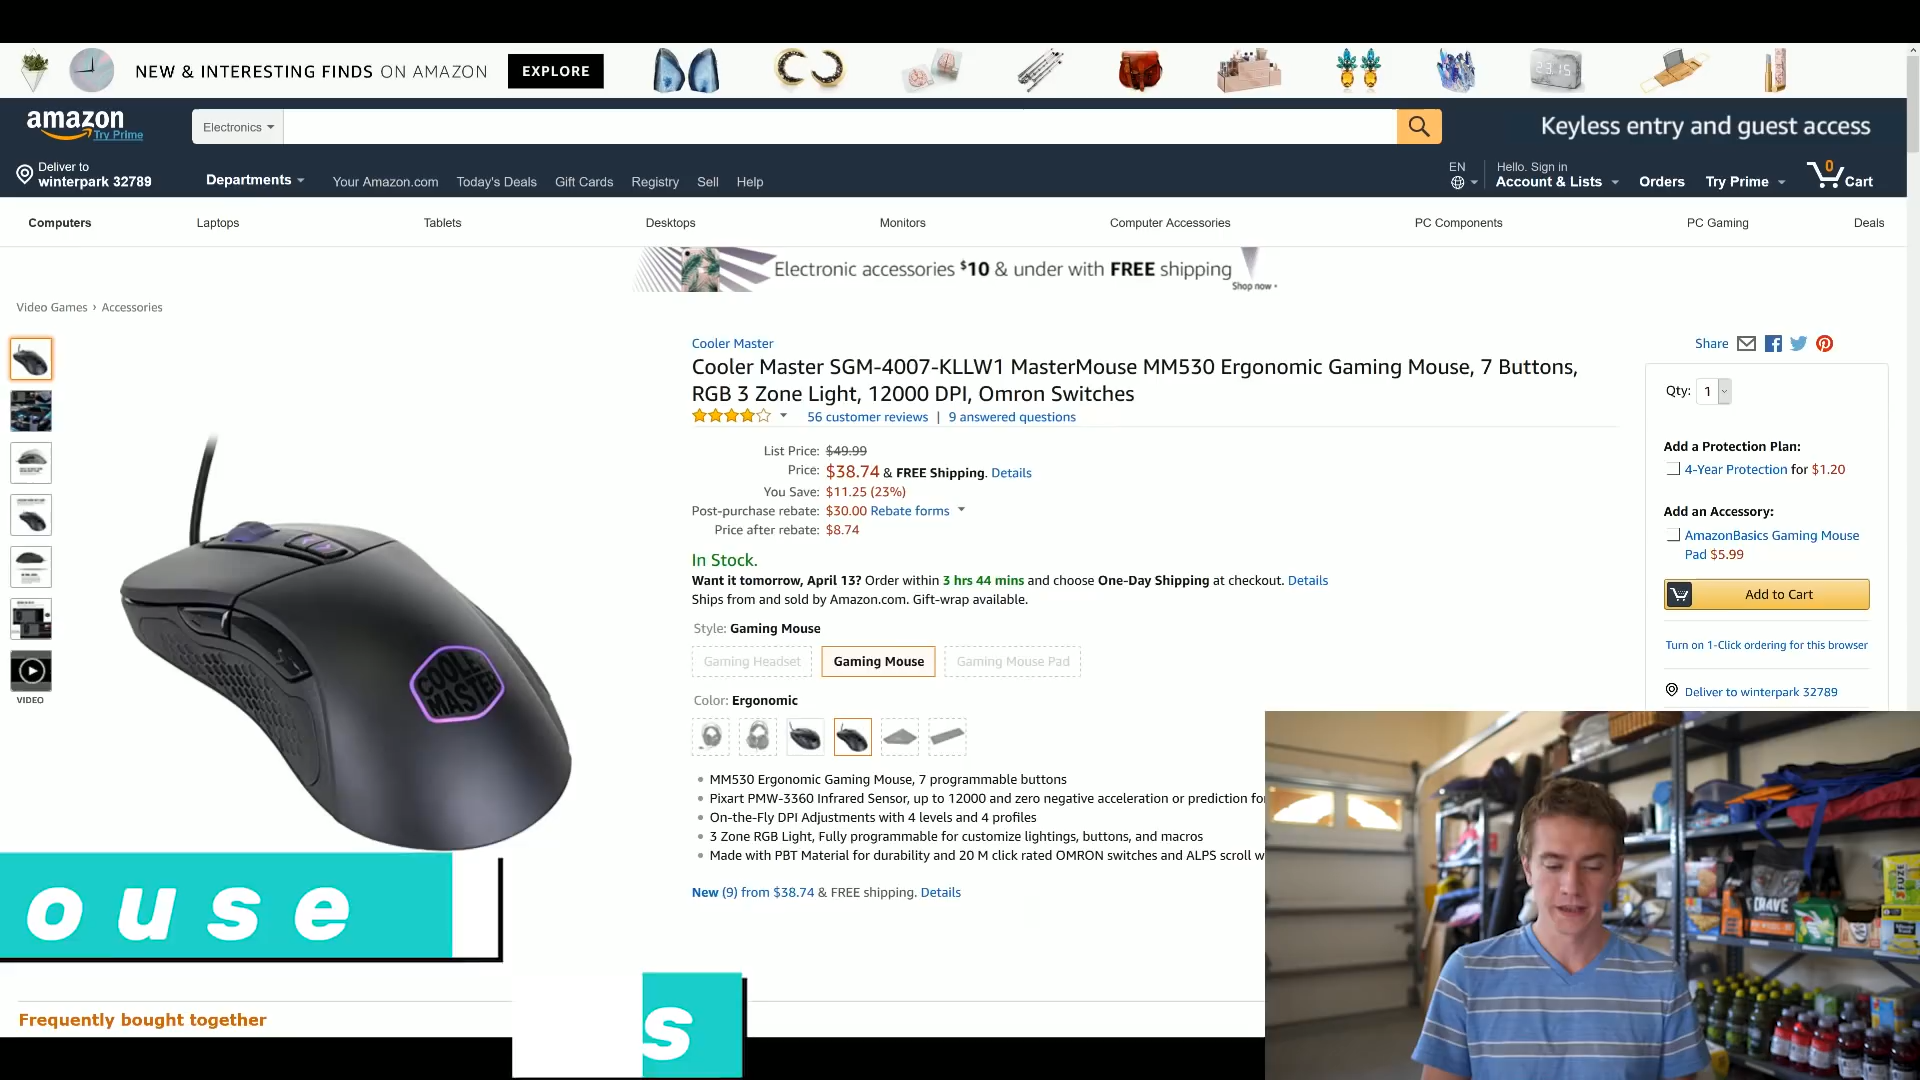 NEW & INTERESTING FINDS ON AMAZON
EXPLORE
23:15
amazon
Try Prime
Electronics
Keyless entry and guest access
Deliver to
winterpark 32789
Departments
Your Amazon.com
Today's Deals
Gift Cards
Registry
Sell
Help
EN
Hello. Sign in
Account & Lists
Orders
Try Prime
0
Cart
Computers
Laptops
Tablets
Desktops
Monitors
Computer Accessories
PC Components
PC Gaming
Deals
Electronic accessories $10 & under with FREE shipping
Shop now
Video Games › Accessories
Cooler Master
Cooler Master SGM-4007-KLLW1 MasterMouse MM530 Ergonomic Gaming Mouse, 7 Buttons,
RGB 3 Zone Light, 12000 DPI, Omron Switches
56 customer reviews | 9 answered questions
List Price: $49.99
Price: $38.74 & FREE Shipping. Details
You Save: $11.25 (23%)
Post-purchase rebate: $30.00 Rebate forms
Price after rebate: $8.74
In Stock.
Want it tomorrow, April 13? Order within 3 hrs 44 mins and choose One-Day Shipping at checkout. Details
Ships from and sold by Amazon.com. Gift-wrap available.
Style: Gaming Mouse
Gaming Headset
Gaming Mouse
Gaming Mouse Pad
Color: Ergonomic
MM530 Ergonomic Gaming Mouse, 7 programmable buttons
Pixart PMW-3360 Infrared Sensor, up to 12000 and zero negative acceleration or prediction fo
On-the-Fly DPI Adjustments with 4 levels and 4 profiles
3 Zone RGB Light, Fully programmable for customize lightings, buttons, and macros
Made with PBT Material for durability and 20 M click rated OMRON switches and ALPS scroll w
New (9) from $38.74 & FREE shipping. Details
Share
Qty: 1
Add a Protection Plan:
4-Year Protection for $1.20
Add an Accessory:
AmazonBasics Gaming Mouse
Pad $5.99
Add to Cart
Turn on 1-Click ordering for this browser
Deliver to winterpark 32789
VIDEO
COOLER
MASTER
ouse
s
Frequently bought together
CRAVE
FUZE